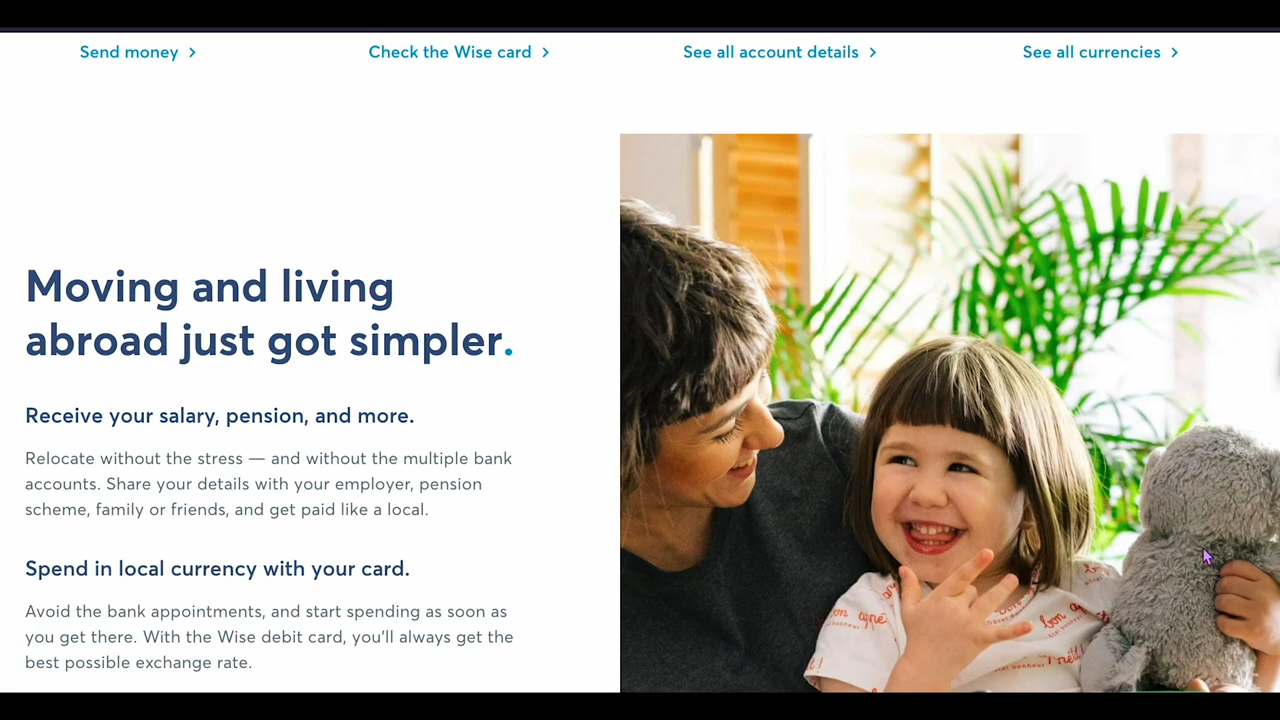 Send money
Check the Wise card
See all account details
See all currencies
Moving and living
abroad just got simpler.
Receive your salary, pension, and more.
Relocate without the stress — and without the multiple bank
accounts. Share your details with your employer, pension
scheme, family or friends, and get paid like a local.
Spend in local currency with your card.
Avoid the bank appointments, and start spending as soon as
you get there. With the Wise debit card, you'll always get the
best possible exchange rate.